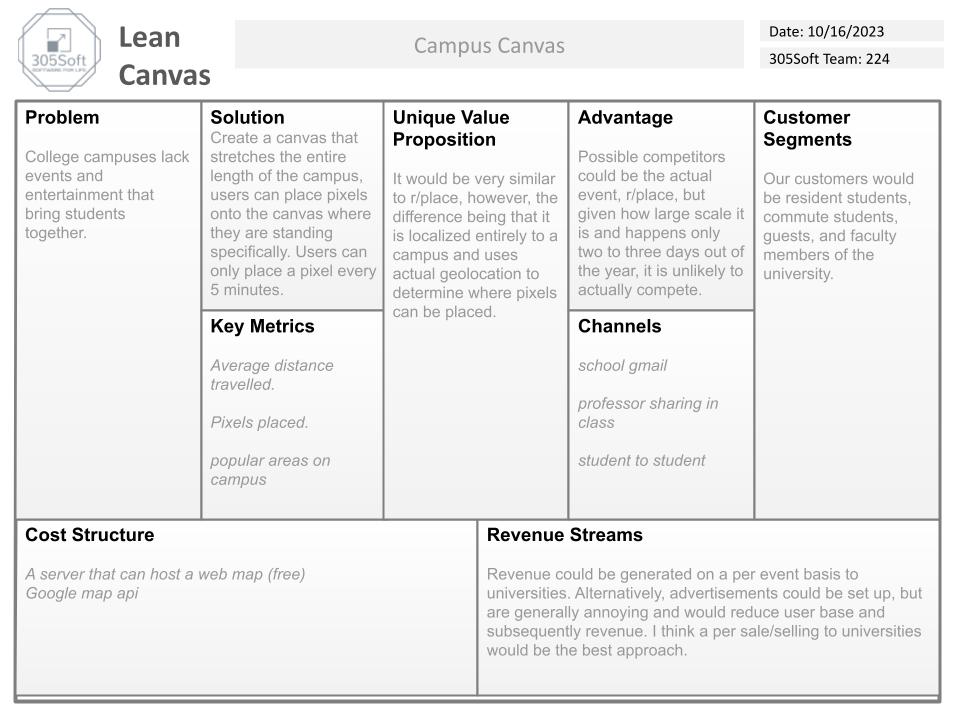 305Soft
SOFTWARE FOR LIFE
Lean
Canvas
Campus Canvas
Date: 10/16/2023
305Soft Team: 224
Problem
College campuses lack
events and
entertainment that
bring students
together.
Solution
Create a canvas that
stretches the entire
length of the campus,
users can place pixels
onto the canvas where
they are standing
specifically. Users can
only place a pixel every
5 minutes.
Key Metrics
Average distance
travelled.
Pixels placed.
popular areas on
campus
Unique Value
Proposition
It would be very similar
to r/place, however, the
difference being that it
is localized entirely to a
campus and uses
actual geolocation to
determine where pixels
can be placed.
Advantage
Possible competitors
could be the actual
event, r/place, but
given how large scale it
is and happens only
two to three days out of
the year, it is unlikely to
actually compete.
Channels
school gmail
professor sharing in
class
student to student
Customer
Segments
Our customers would
be resident students,
commute students,
guests, and faculty
members of the
university.
Cost Structure
A server that can host a web map (free)
Google map api
Revenue Streams
Revenue could be generated on a per event basis to
universities. Alternatively, advertisements could be set up, but
are generally annoying and would reduce user base and
subsequently revenue. I think a per sale/selling to universities
would be the best approach.